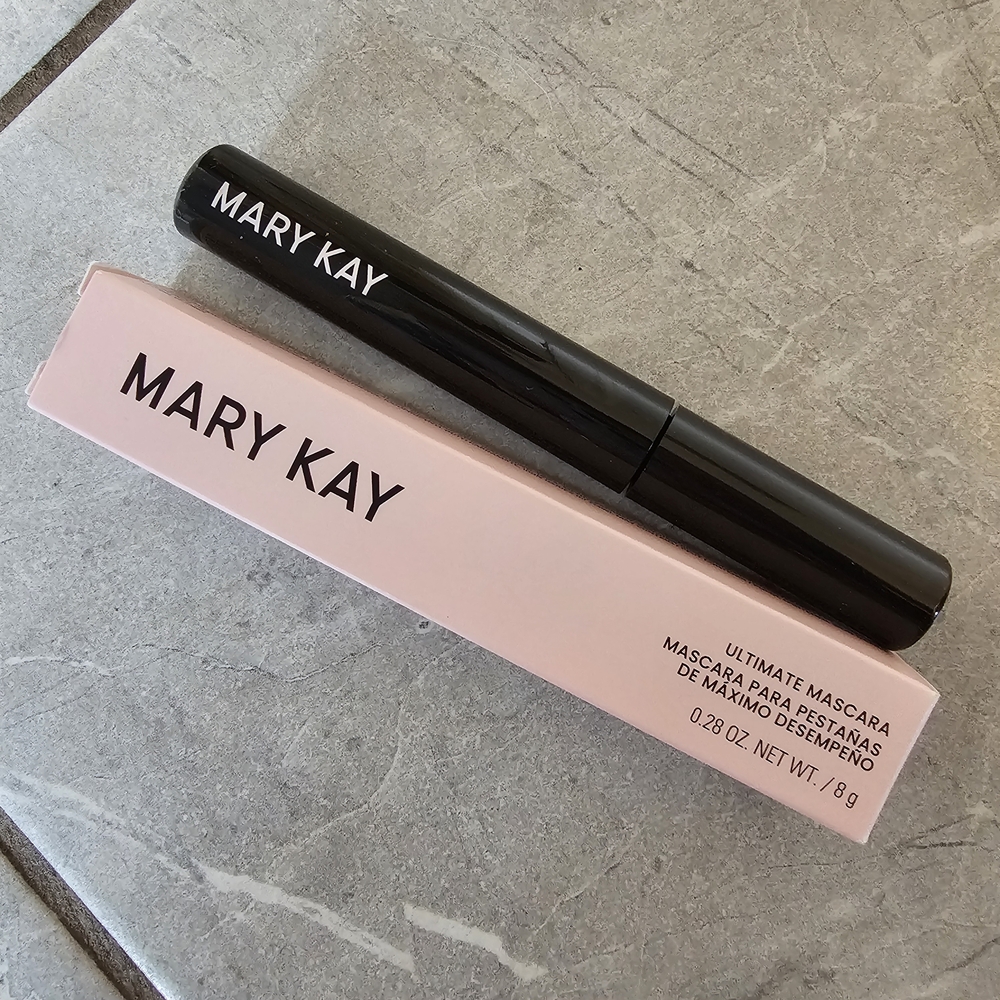 MARY KAY
MARY KAY
ULTIMATE MASCARA
MASCARA PARA PESTAÑAS
DE MÁXIMO DESEMPEÑO
0.28 OZ. NET WT. / 8 g